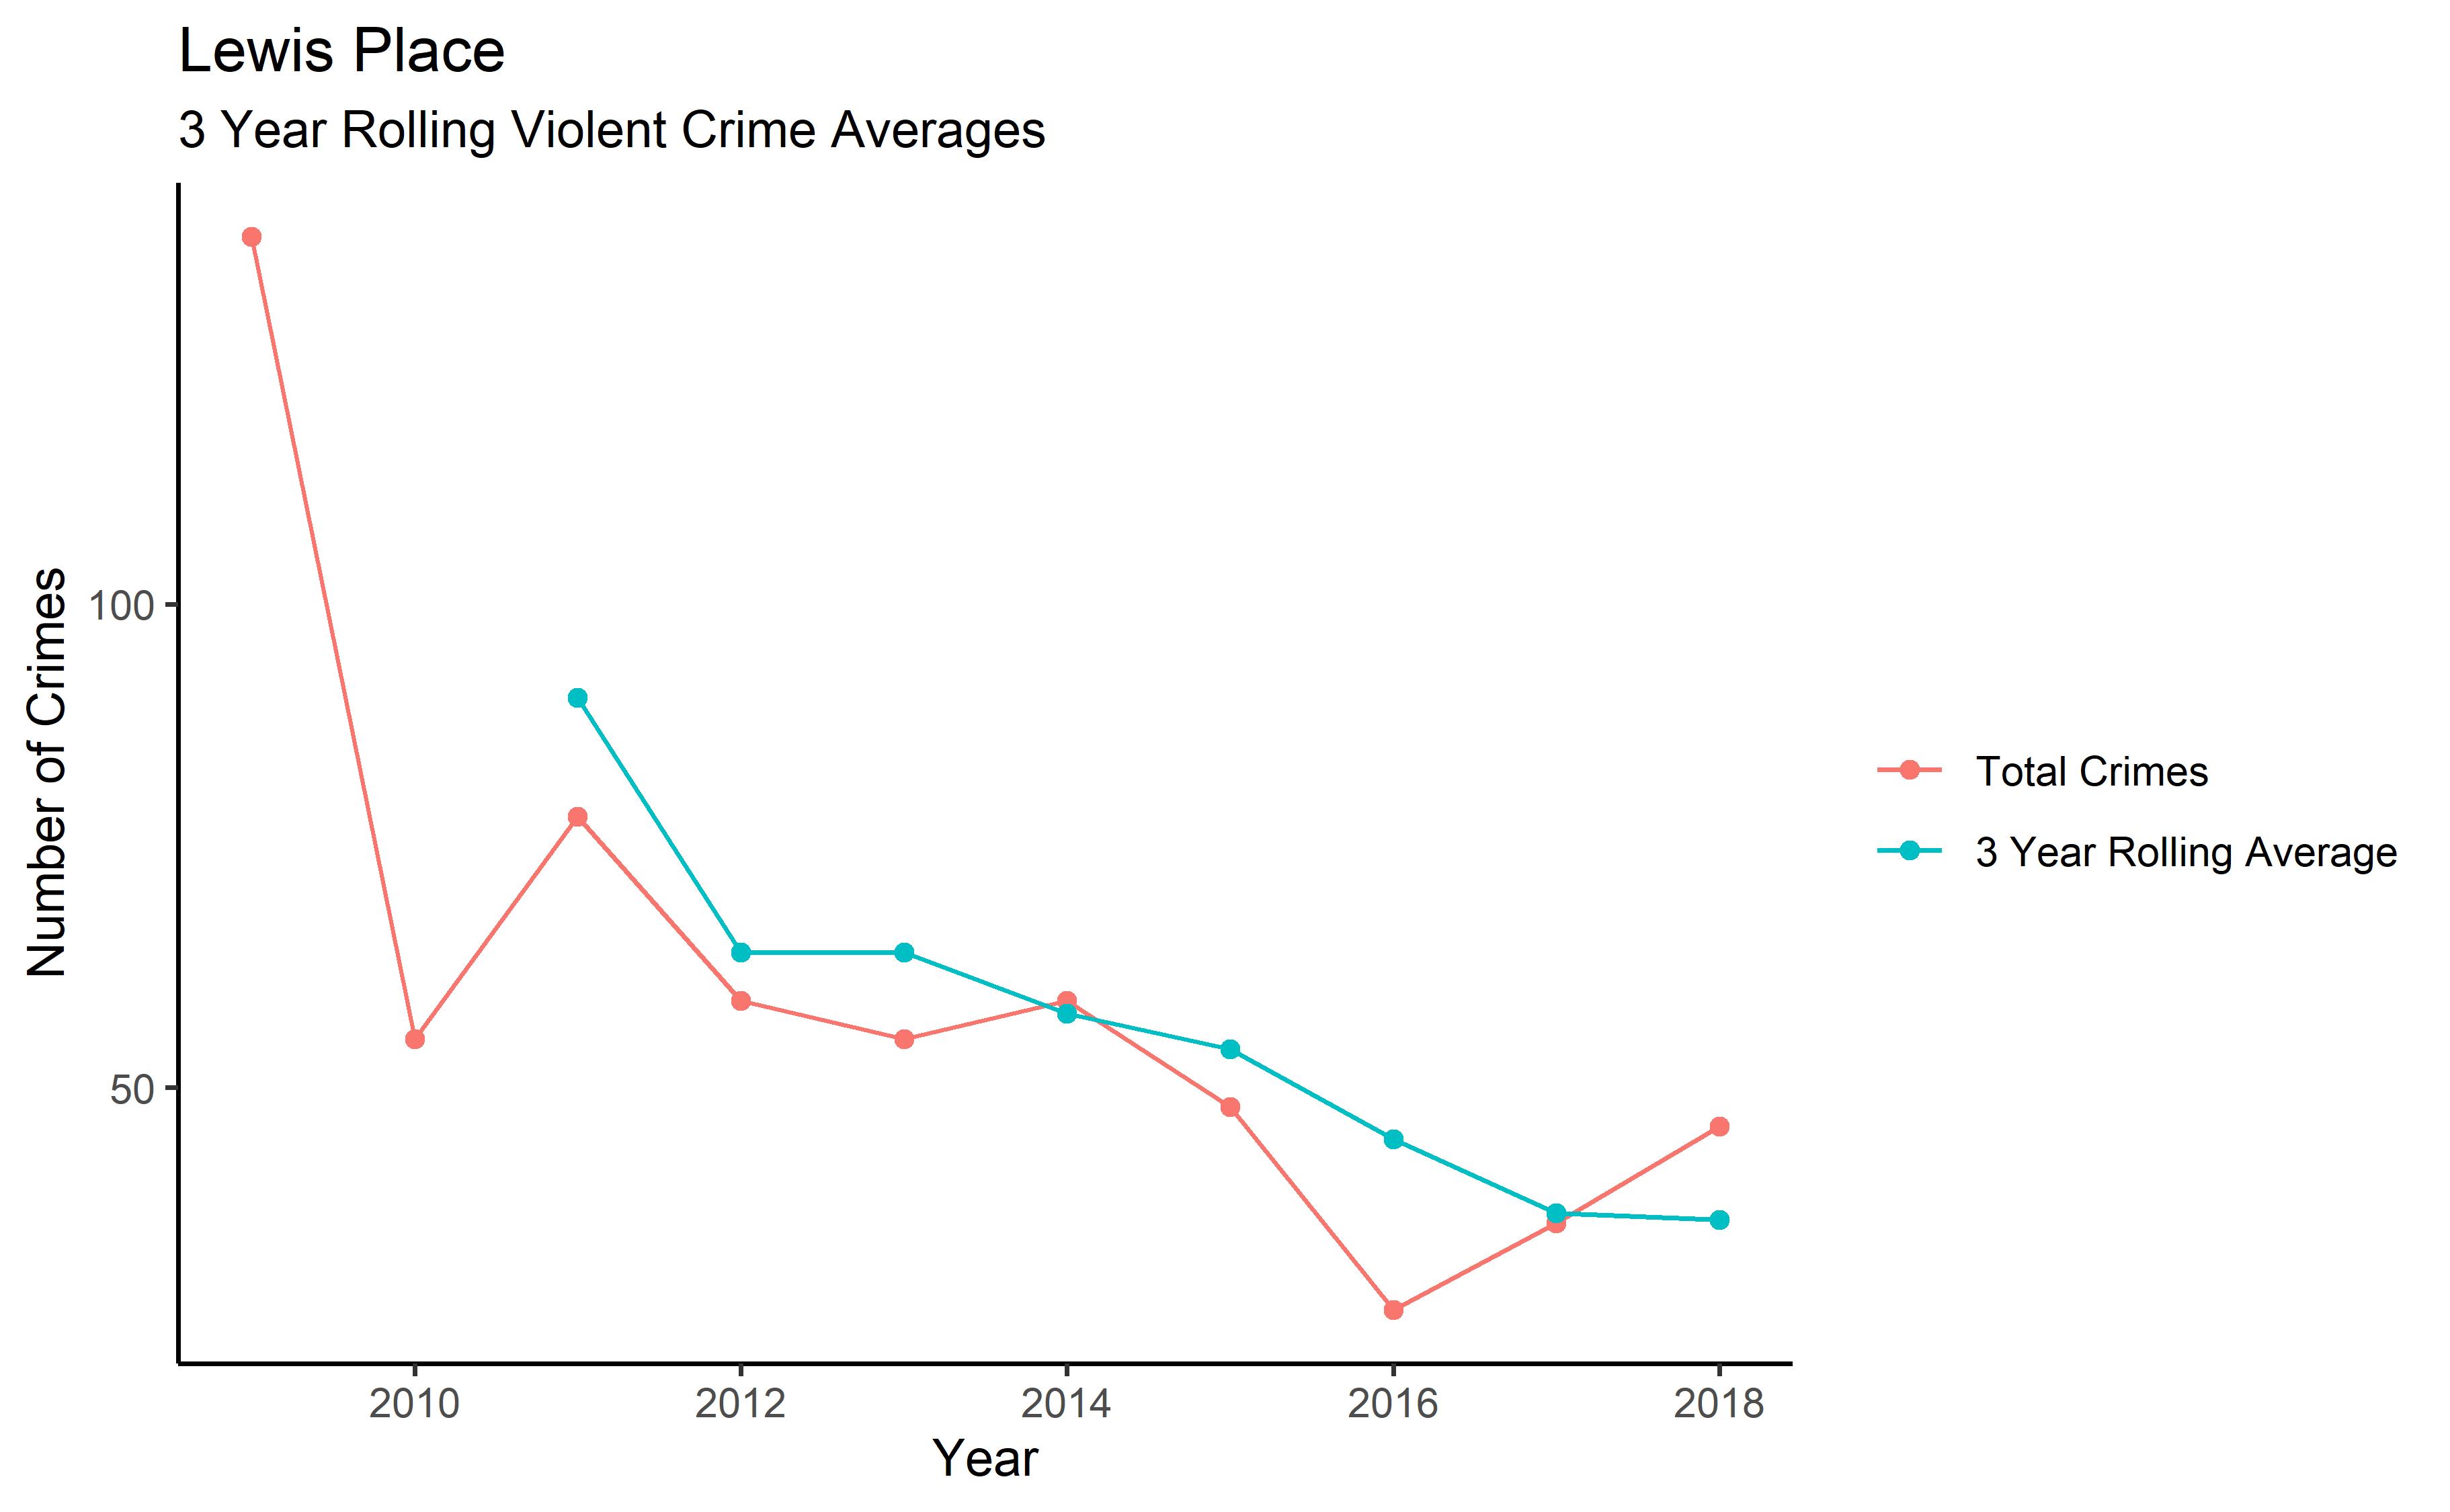 Lewis Place
3 Year Rolling Violent Crime Averages
Number of Crimes
100
50
2010
2012
2014
2016
2018
Year
Total Crimes
3 Year Rolling Average